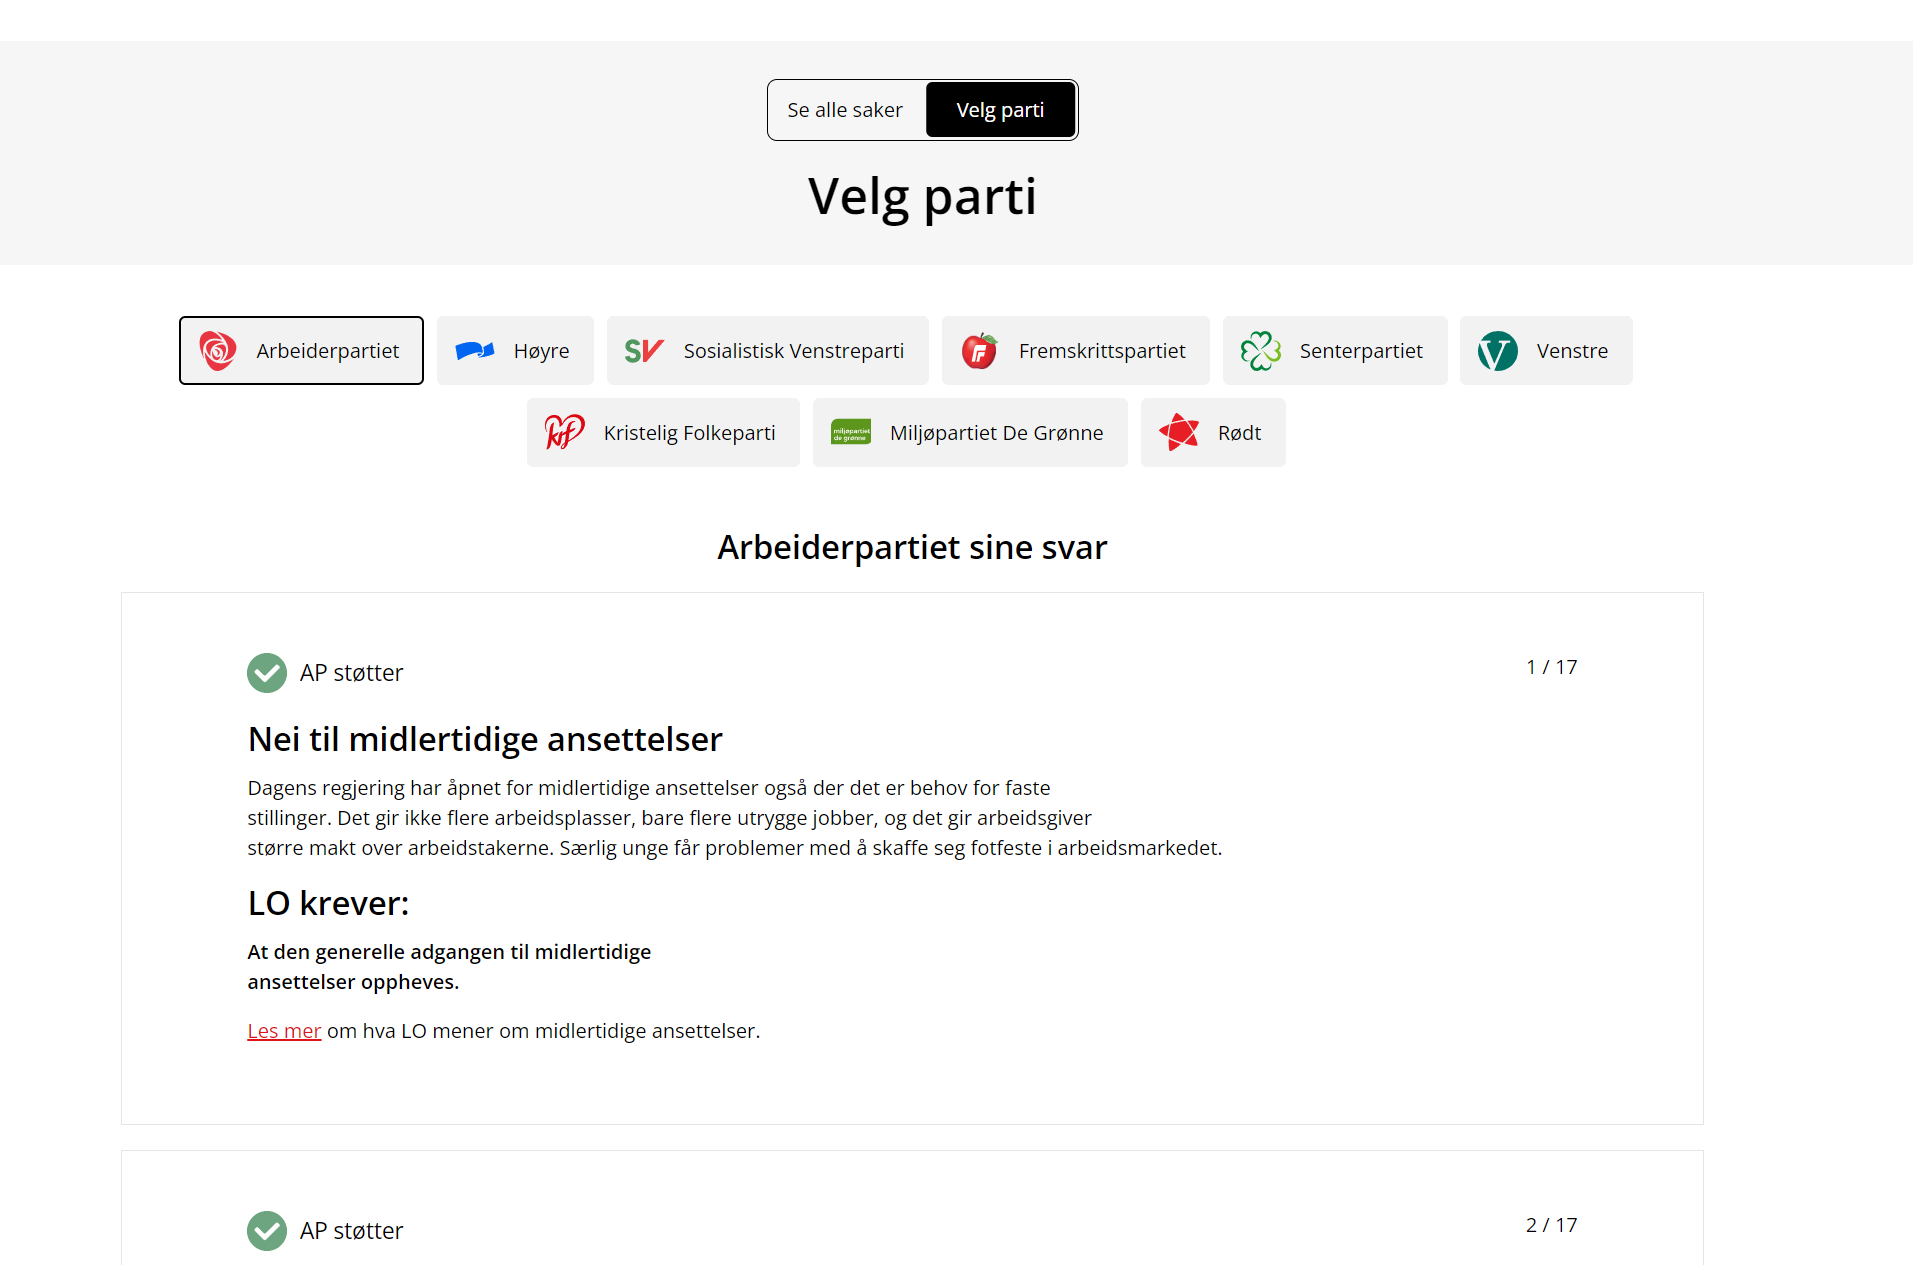 Se alle saker
Velg parti
Velg parti
Arbeiderpartiet
Høyre
SV
Sosialistisk Venstreparti
Fremskrittspartiet
Senterpartiet
V
Venstre
krf
Kristelig Folkeparti
miljøpartiet
de grønne
Miljøpartiet De Grønne
Rødt
Arbeiderpartiet sine svar
AP støtter
1 / 17
Nei til midlertidige ansettelser
Dagens regjering har åpnet for midlertidige ansettelser også der det er behov for faste
stillinger. Det gir ikke flere arbeidsplasser, bare flere utrygge jobber, og det gir arbeidsgiver
større makt over arbeidstakerne. Særlig unge får problemer med å skaffe seg fotfeste i arbeidsmarkedet.
LO krever:
At den generelle adgangen til midlertidige
ansettelser oppheves.
Les mer om hva LO mener om midlertidige ansettelser.
AP støtter
2 / 17